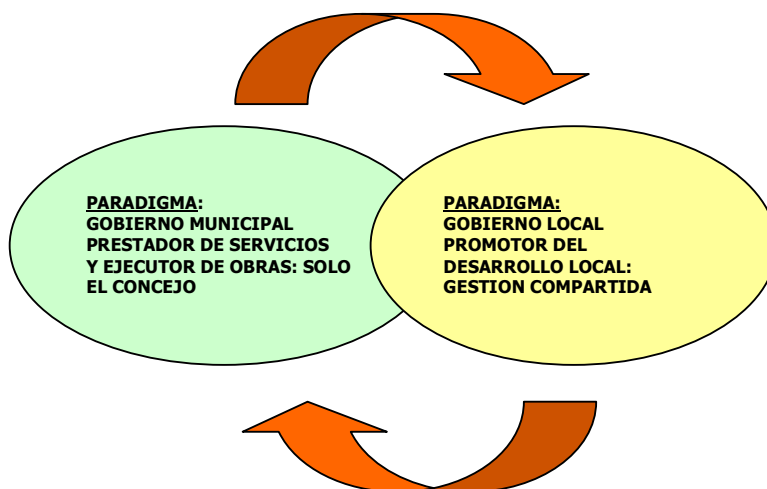 PARADIGMA:
GOBIERNO MUNICIPAL
PRESTADOR DE SERVICIOS
Y EJECUTOR DE OBRAS: SOLO
EL CONCEJO
PARADIGMA:
GOBIERNO LOCAL
PROMOTOR DEL
DESARROLLO LOCAL:
GESTION COMPARTIDA